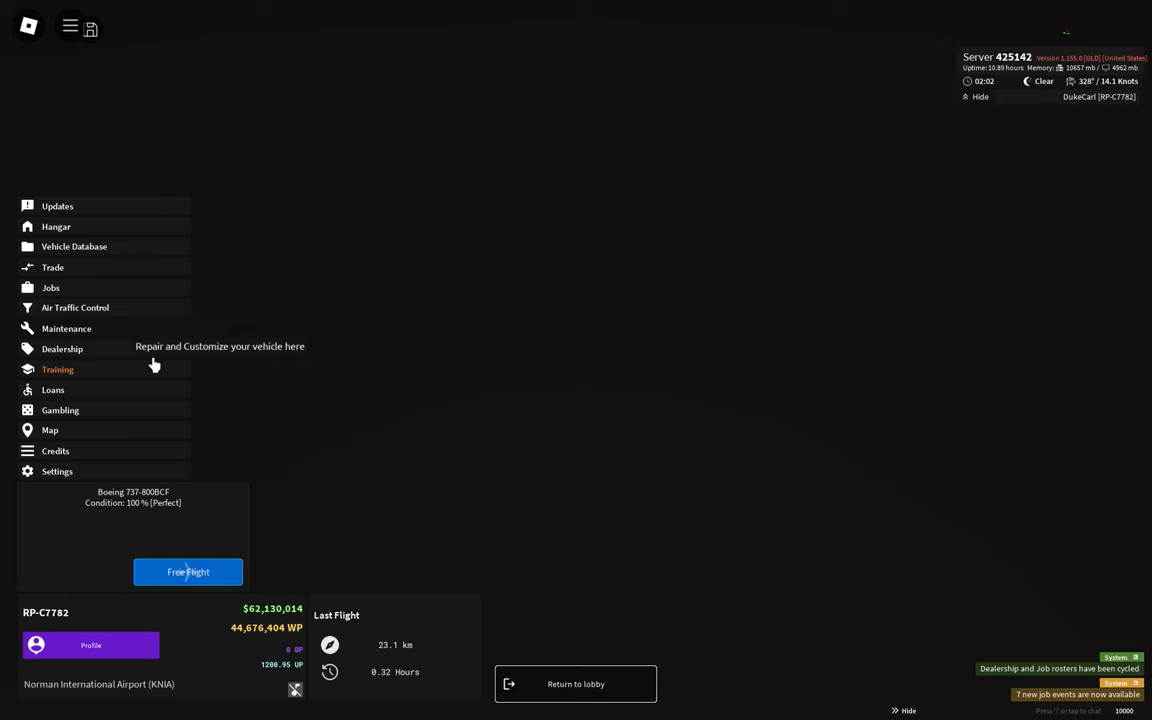 Server 425142 Version 1.155.0 [OLD] [United States]
Uptime: 10.89 hours Memory: 10657 mb / 4962 mb
02:02 Clear 328° / 14.1 Knots
Hide DukeCarl [RP-C7782]
Updates
Hangar
Vehicle Database
Trade
Jobs
Air Traffic Control
Maintenance
Dealership
Repair and Customize your vehicle here
Training
Loans
Gambling
Map
Credits
Settings
Boeing 737-800BCF
Condition: 100 % [Perfect]
Free Flight
RP-C7782
$62,130,014
44,676,404 WP
Profile
0 BP
1200.95 UP
Norman International Airport (KNIA)
Last Flight
23.1 km
0.32 Hours
Return to lobby
System
Dealership and Job rosters have been cycled
System
7 new job events are now available
Hide Press '/' or tap to chat 10000